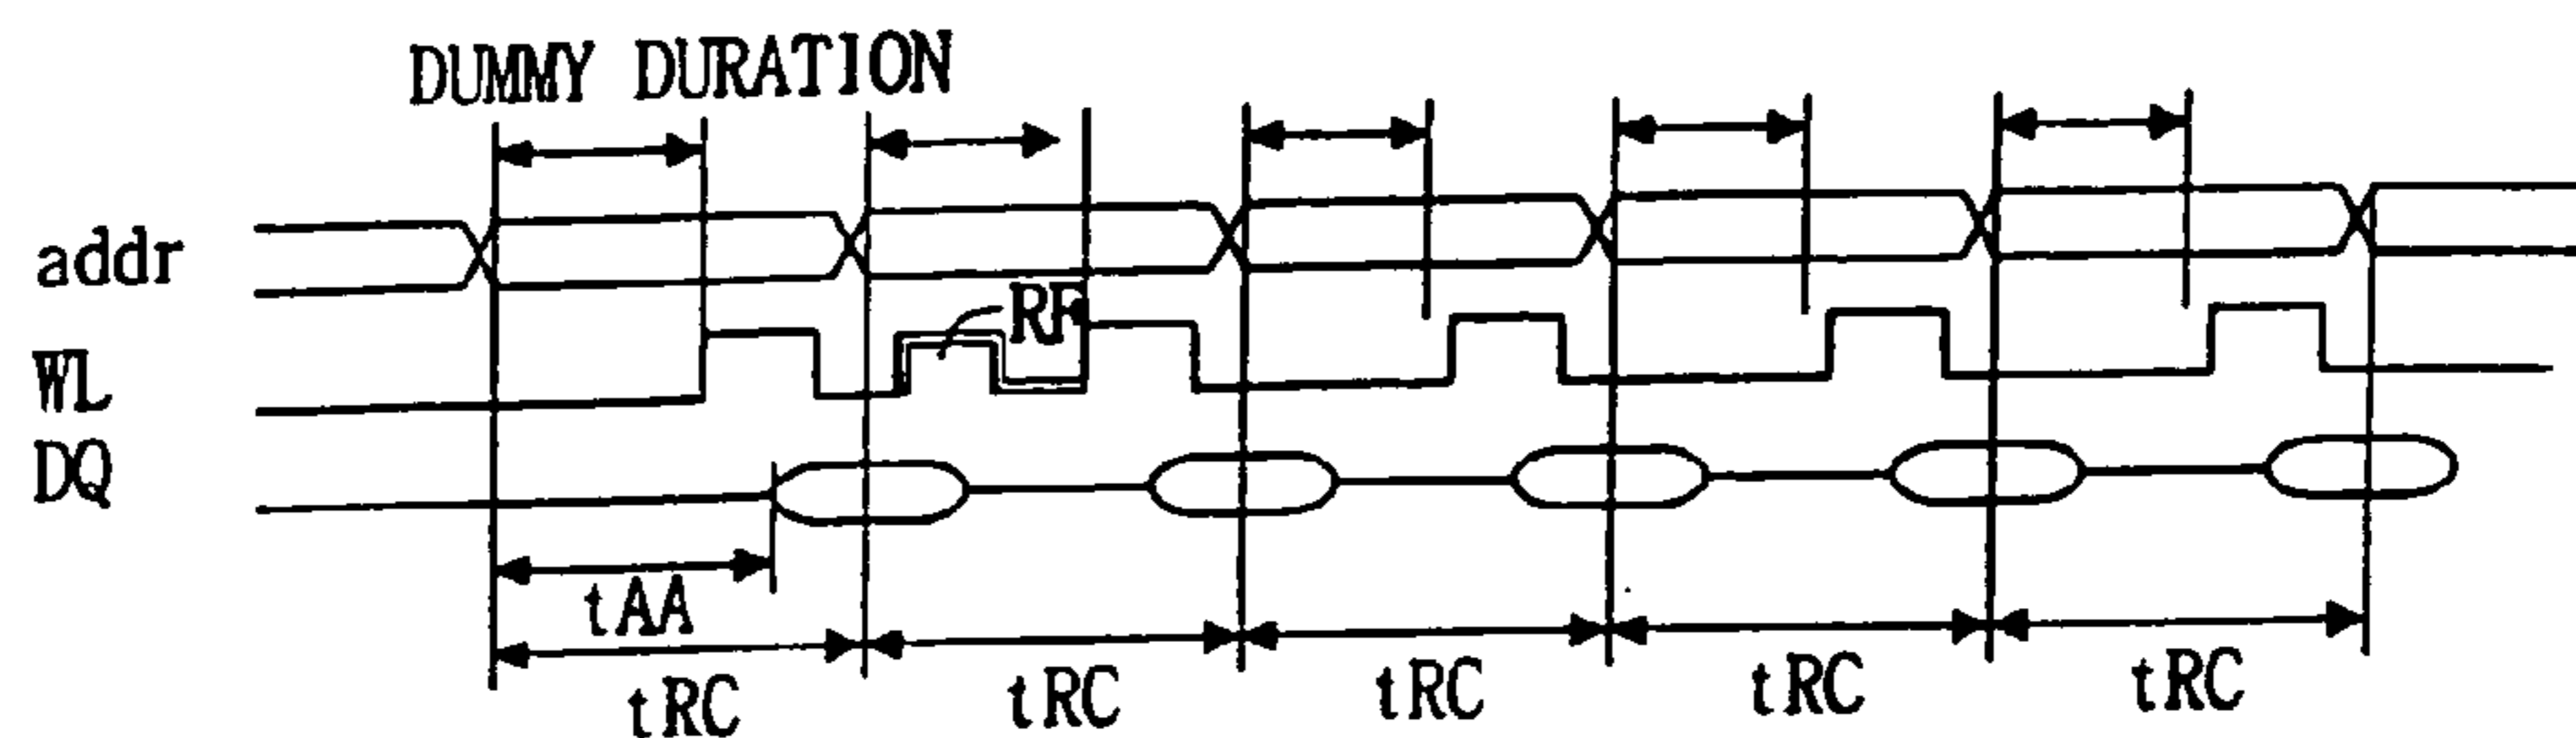 DUMMY DURATION
addr
RF
WL
DQ
tAA
tRC tRC tRC tRC tRC